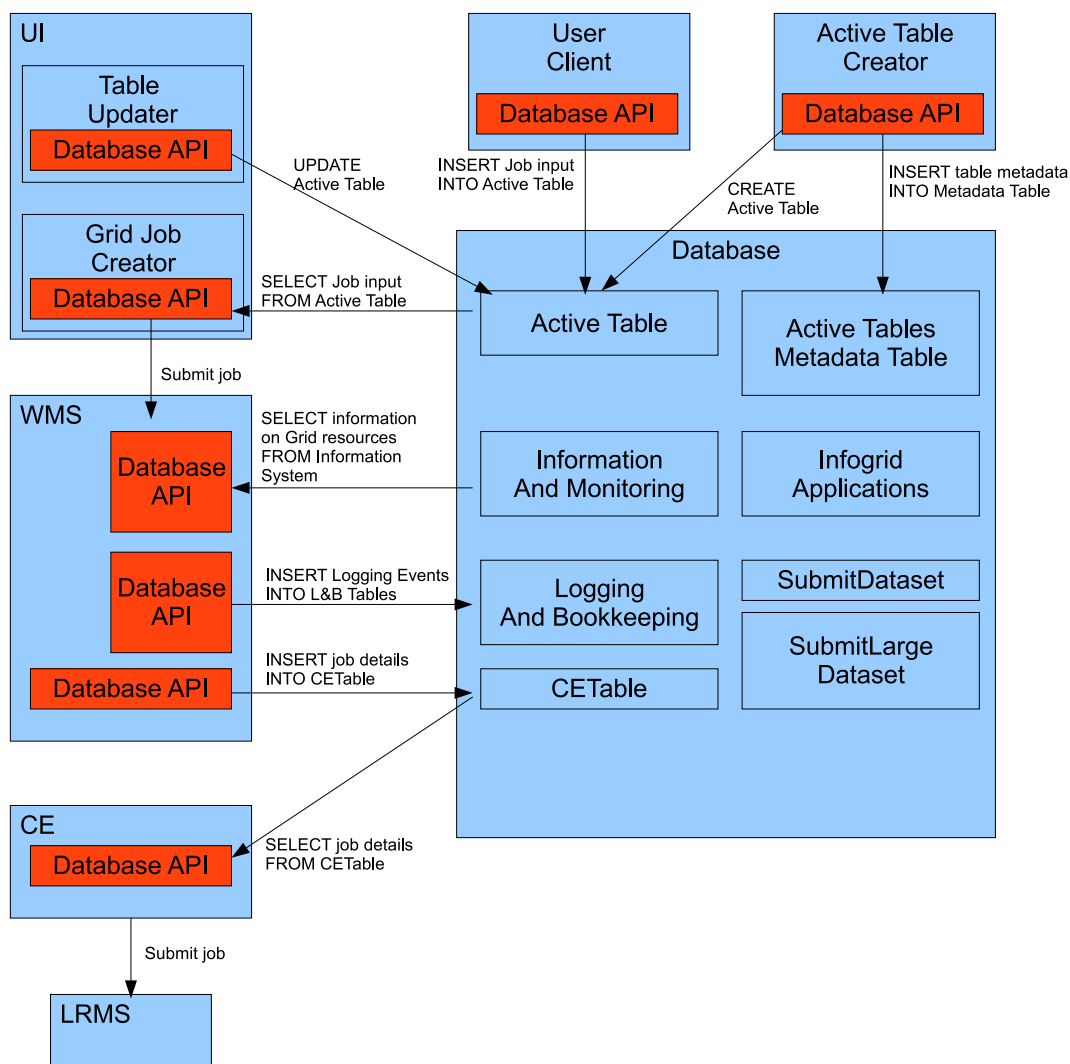 UI
Table
Updater
Database API
Grid Job
Creator
Database API
User
Client
Database API
Active Table
Creator
Database API
UPDATE
Active Table
INSERT Job input
INTO Active Table
CREATE
Active Table
INSERT table metadata
INTO Metadata Table
SELECT Job input
FROM Active Table
Submit job
Database
Active Table
Active Tables
Metadata Table
Information
And Monitoring
Infogrid
Applications
Logging
And Bookkeeping
SubmitDataset
SubmitLarge
Dataset
CETable
WMS
Database
API
Database
API
Database API
SELECT information
on Grid resources
FROM Information
System
INSERT Logging Events
INTO L&B Tables
INSERT job details
INTO CETable
CE
Database API
SELECT job details
FROM CETable
Submit job
LRMS